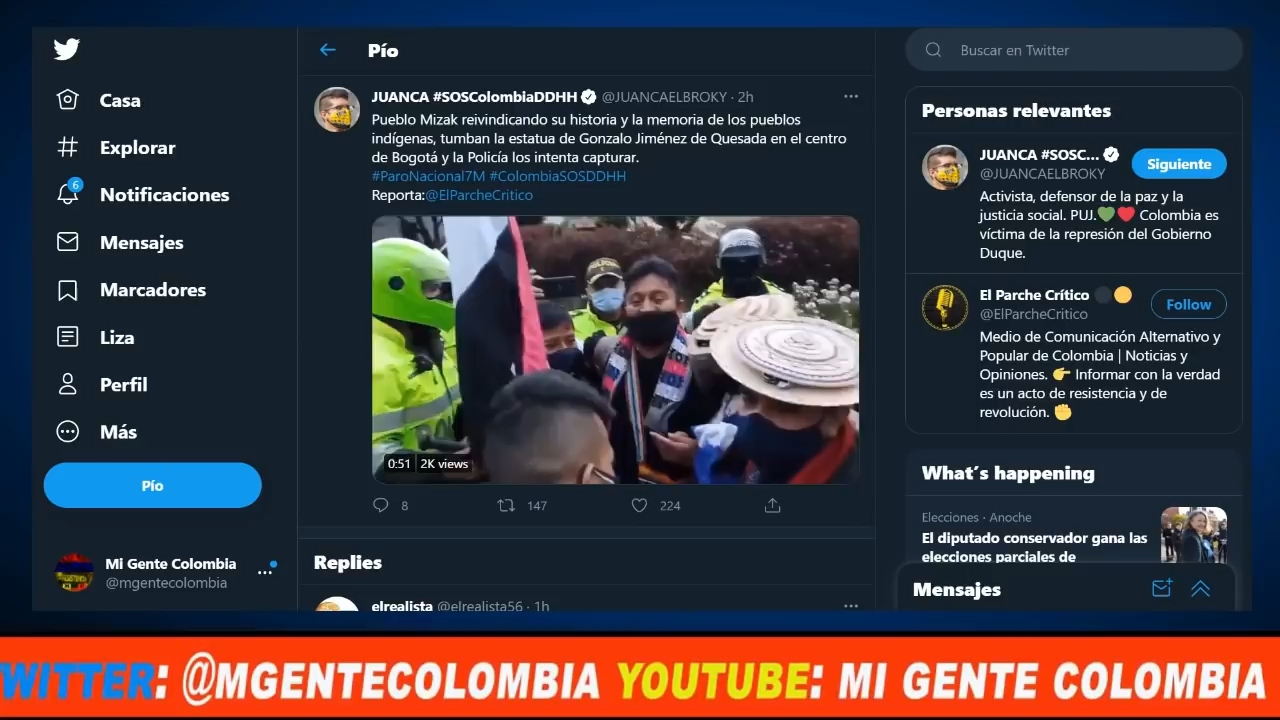 Casa
Explorar
6
Notificaciones
Mensajes
Marcadores
Liza
Perfil
Más
Pío
Mi Gente Colombia
@mgentecolombia
Pío
JUANCA #SOSColombiaDDHH @JUANCAELBROKY · 2h
Pueblo Mizak reivindicando su historia y la memoria de los pueblos
indígenas, tumban la estatua de Gonzalo Jiménez de Quesada en el centro
de Bogotá y la Policía los intenta capturar.
#ParoNacional7M #ColombiaSOSDDHH
Reporta:@ElParcheCritico
POLICIA
0:51 2K views
8 147 224
Replies
elrealista @elrealista56 · 1h
Buscar en Twitter
Personas relevantes
JUANCA #SOSC...
@JUANCAELBROKY
Siguiente
Activista, defensor de la paz y la
justicia social. PUJ.💚❤️ Colombia es
víctima de la represión del Gobierno
Duque.
El Parche Crítico
@ElParcheCritico
Follow
Medio de Comunicación Alternativo y
Popular de Colombia | Noticias y
Opiniones. 👉 Informar con la verdad
es un acto de resistencia y de
revolución. ✊
What´s happening
Elecciones · Anoche
El diputado conservador gana las
elecciones parciales de
Mensajes
WITTER: @MGENTECOLOMBIA YOUTUBE: MI GENTE COLOMBIA